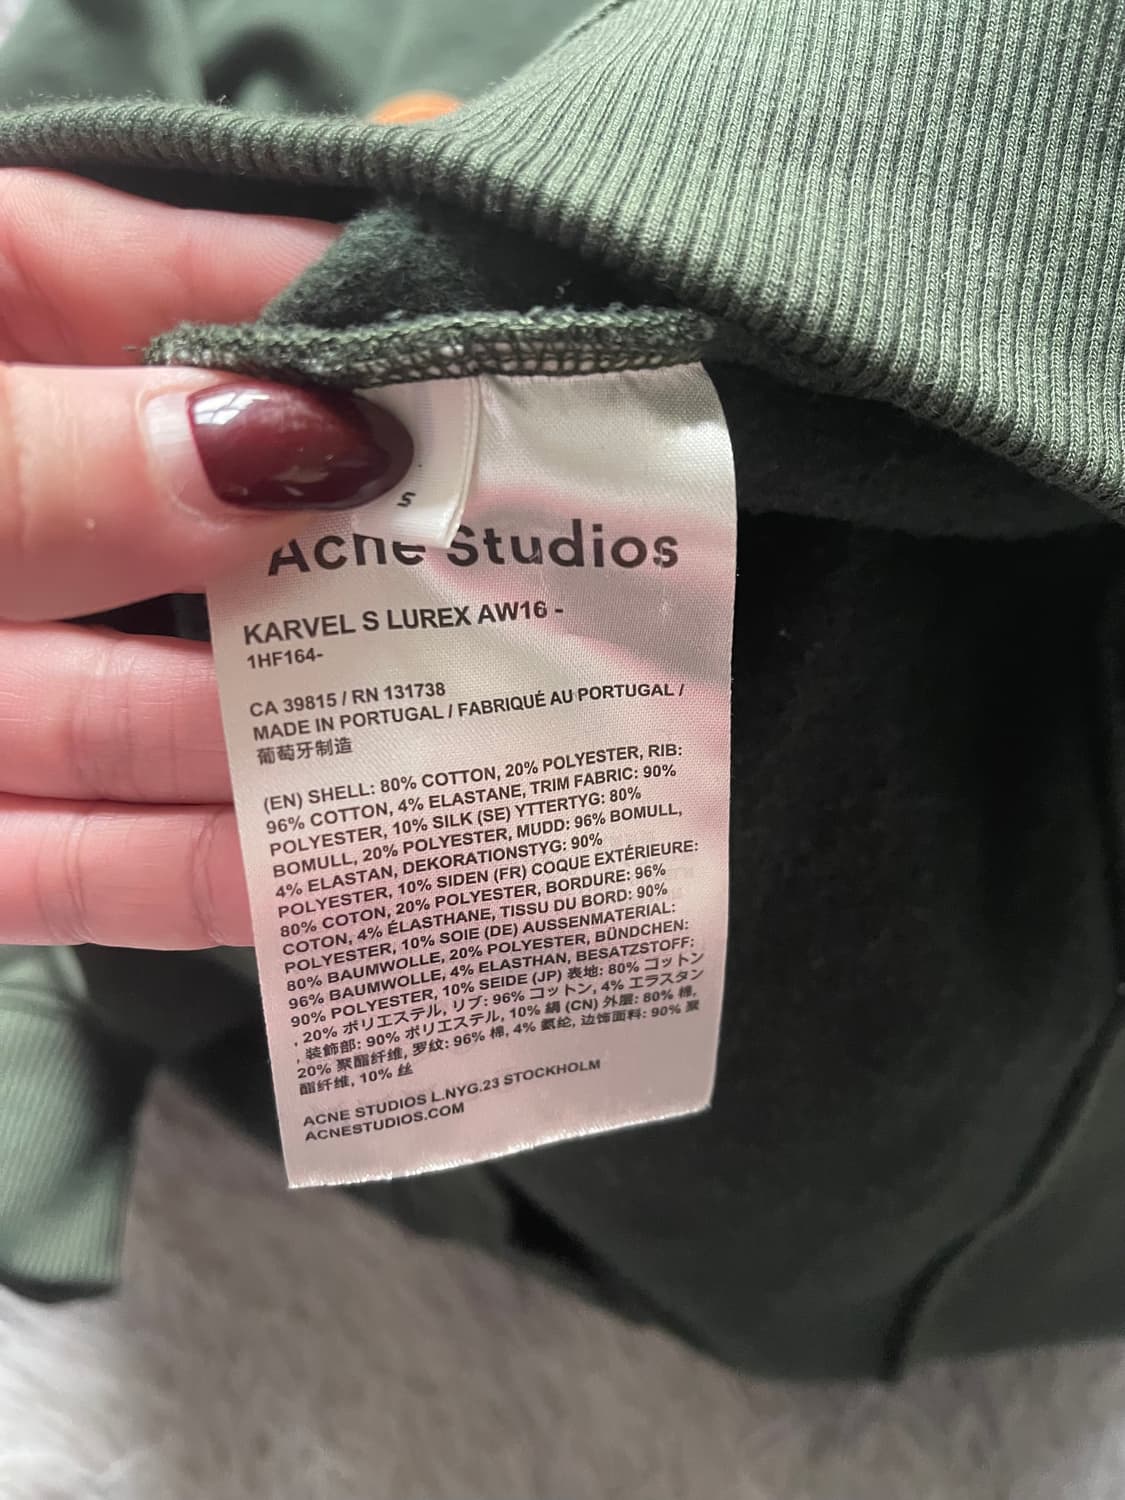 S
Acne Studios
KARVEL S LUREX AW16 -
1HF164-
CA 39815 / RN 131738
MADE IN PORTUGAL / FABRIQUÉ AU PORTUGAL /
葡萄牙制造
(EN) SHELL: 80% COTTON, 20% POLYESTER, RIB:
96% COTTON, 4% ELASTANE, TRIM FABRIC: 90%
POLYESTER, 10% SILK (SE) YTTERTYG: 80%
BOMULL, 20% POLYESTER, MUDD: 96% BOMULL,
4% ELASTAN, DEKORATIONSTYG: 90%
POLYESTER, 10% SIDEN (FR) COQUE EXTÉRIEURE:
80% COTON, 20% POLYESTER, BORDURE: 96%
COTON, 4% ÉLASTHANE, TISSU DU BORD: 90%
POLYESTER, 10% SOIE (DE) AUSSENMATERIAL:
80% BAUMWOLLE, 20% POLYESTER, BÜNDCHEN:
96% BAUMWOLLE, 4% ELASTHAN, BESATZSTOFF:
90% POLYESTER, 10% SEIDE (JP) 表地: 80% コットン
, 20% ポリエステル, リブ: 96% コットン, 4% エラスタン
, 装飾部: 90% ポリエステル, 10% 絹 (CN) 外层: 80% 棉,
20% 聚酯纤维, 罗纹: 96% 棉, 4% 氨纶, 边饰面料: 90% 聚
酯纤维, 10% 丝
ACNE STUDIOS L.NYG.23 STOCKHOLM
ACNESTUDIOS.COM